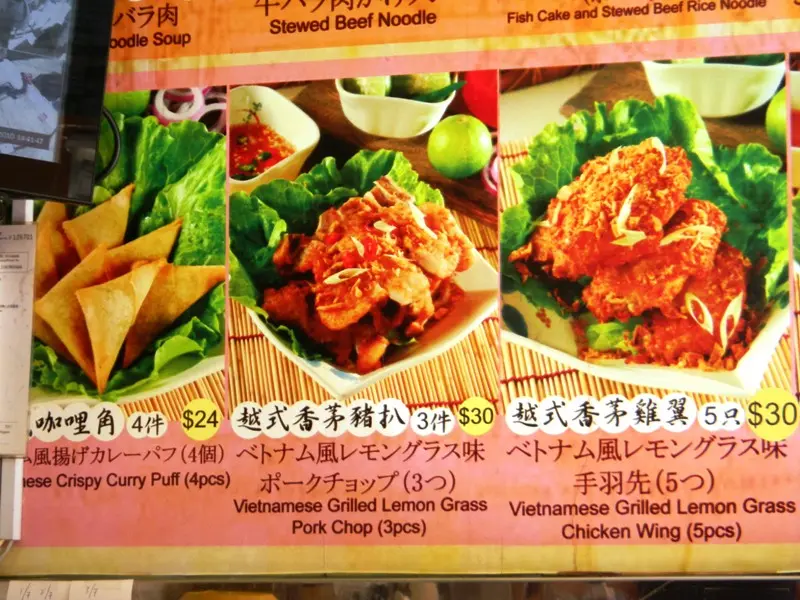 バラ肉
Noodle Soup
Stewed Beef Noodle
Fish Cake and Stewed Beef Rice Noodle
咖哩角 4件 $24
風揚げカレーパフ(4個)
Crispy Curry Puff (4pcs)
越式香茅豬扒 3件 $30
ベトナム風レモングラス味
ポークチョップ(3つ)
Vietnamese Grilled Lemon Grass
Pork Chop (3pcs)
越式香茅雞翼 5只 $30
ベトナム風レモングラス味
手羽先(5つ)
Vietnamese Grilled Lemon Grass
Chicken Wing (5pcs)